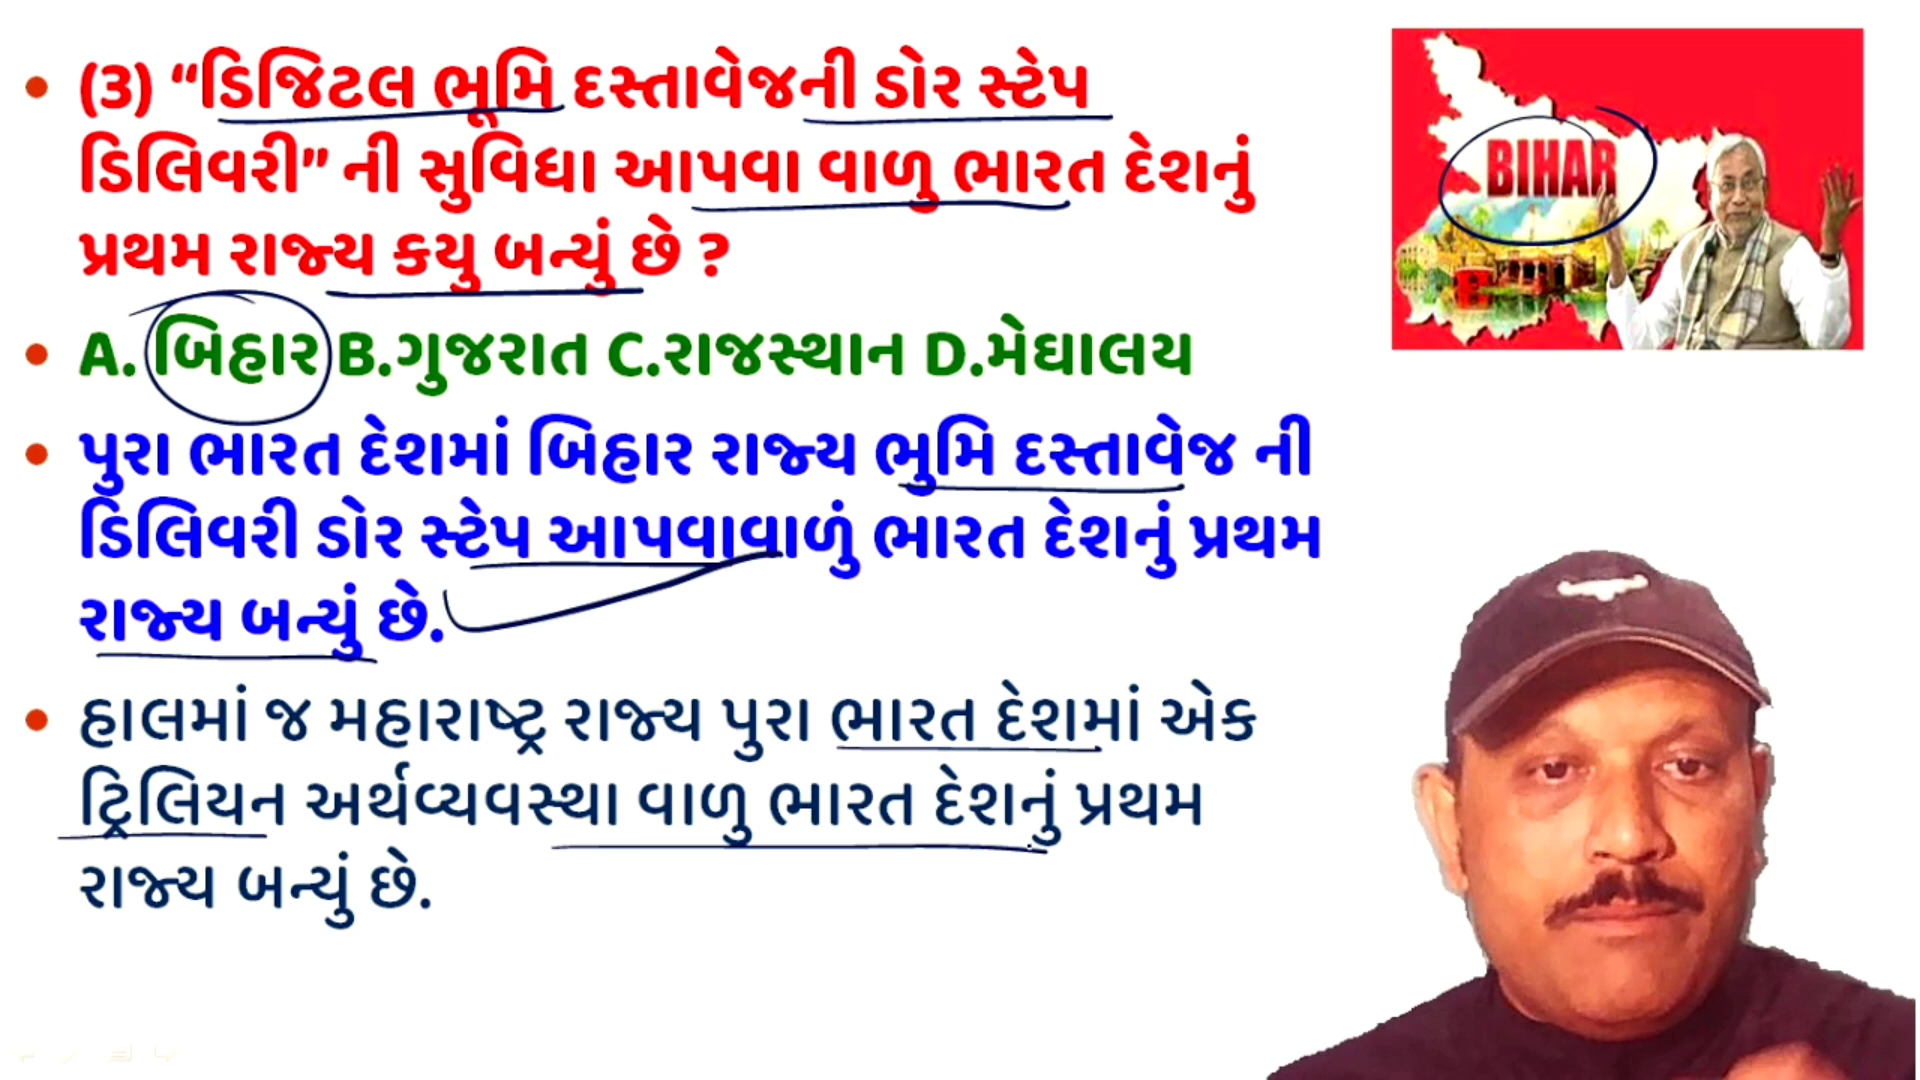 (૩) “ડિજિટલ ભૂમિ દસ્તાવેજની ડોર સ્ટેપ
ડિલિવરી” ની સુવિધા આપવા વાળુ ભારત દેશનું
પ્રથમ રાજ્ય કયુ બન્યું છે ?
A. બિહાર B.ગુજરાત C.રાજસ્થાન D.મેઘાલય
પુરા ભારત દેશમાં બિહાર રાજ્ય ભુમિ દસ્તાવેજ ની
ડિલિવરી ડોર સ્ટેપ આપવાવાળું ભારત દેશનું પ્રથમ
રાજ્ય બન્યું છે.
હાલમાં જ મહારાષ્ટ્ર રાજ્ય પુરા ભારત દેશમાં એક
ટ્રિલિયન અર્થવ્યવસ્થા વાળુ ભારત દેશનું પ્રથમ
રાજ્ય બન્યું છે.
BIHAR